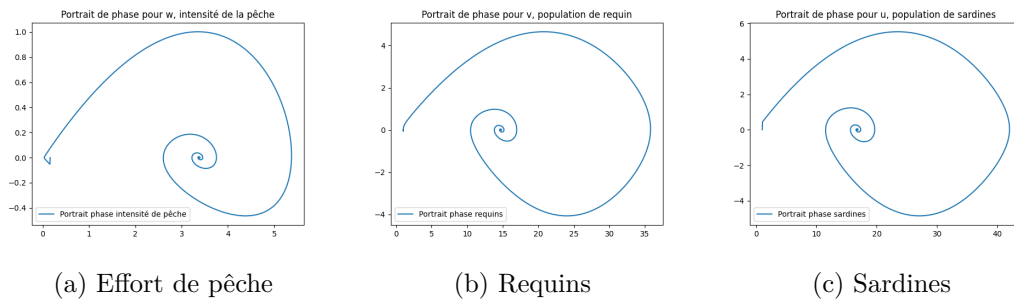 Portrait de phase pour w, intensité de la pêche
1.0
0.8
0.6
0.4
0.2
0.0
−0.2
−0.4
0 1 2 3 4 5
Portrait phase intensité de pêche
(a) Effort de pêche
Portrait de phase pour v, population de requin
4
2
0
−2
−4
0 5 10 15 20 25 30 35
Portrait phase requins
(b) Requins
Portrait de phase pour u, population de sardines
6
4
2
0
−2
−4
0 10 20 30 40
Portrait phase sardines
(c) Sardines